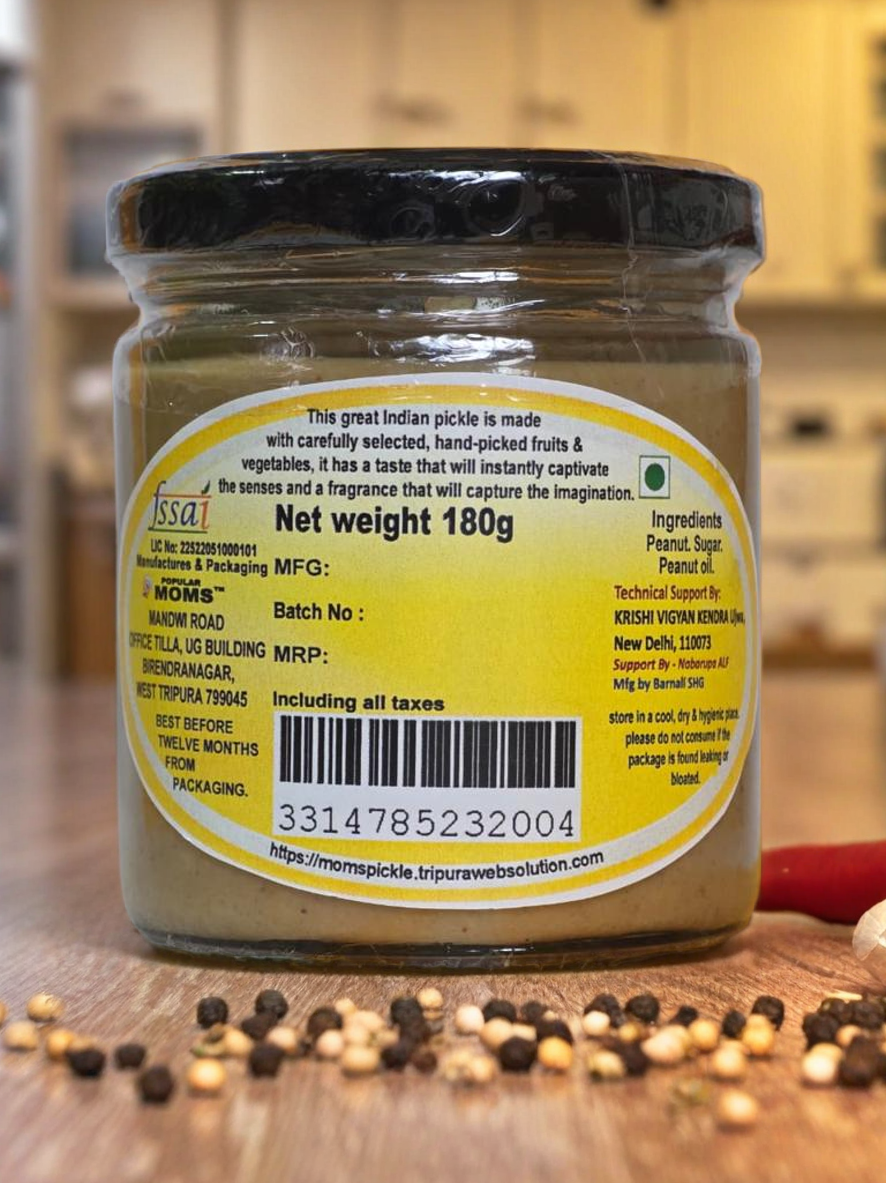 This great Indian pickle is made
with carefully selected, hand-picked fruits &
vegetables, it has a taste that will instantly captivate
the senses and a fragrance that will capture the imagination.
fssai
LIC No: 22522051000101
Manufactures & Packaging
POPULAR
MOMS™
MANDWI ROAD
OFFICE TILLA, UG BUILDING
BIRENDRANAGAR,
WEST TRIPURA 799045
BEST BEFORE
TWELVE MONTHS
FROM
PACKAGING.
Net weight 180g
MFG:
Batch No :
MRP:
Including all taxes
3314785232004
Ingredients
Peanut. Sugar.
Peanut oil.
Technical Support By:
KRISHI VIGYAN KENDRA Ujwa,
New Delhi, 110073
Support By - Nabarupa ALF
Mfg by Barnali SHG
store in a cool, dry & hygienic place.
please do not consume if the
package is found leaking or
bloated.
https://momspickle.tripurawebsolution.com